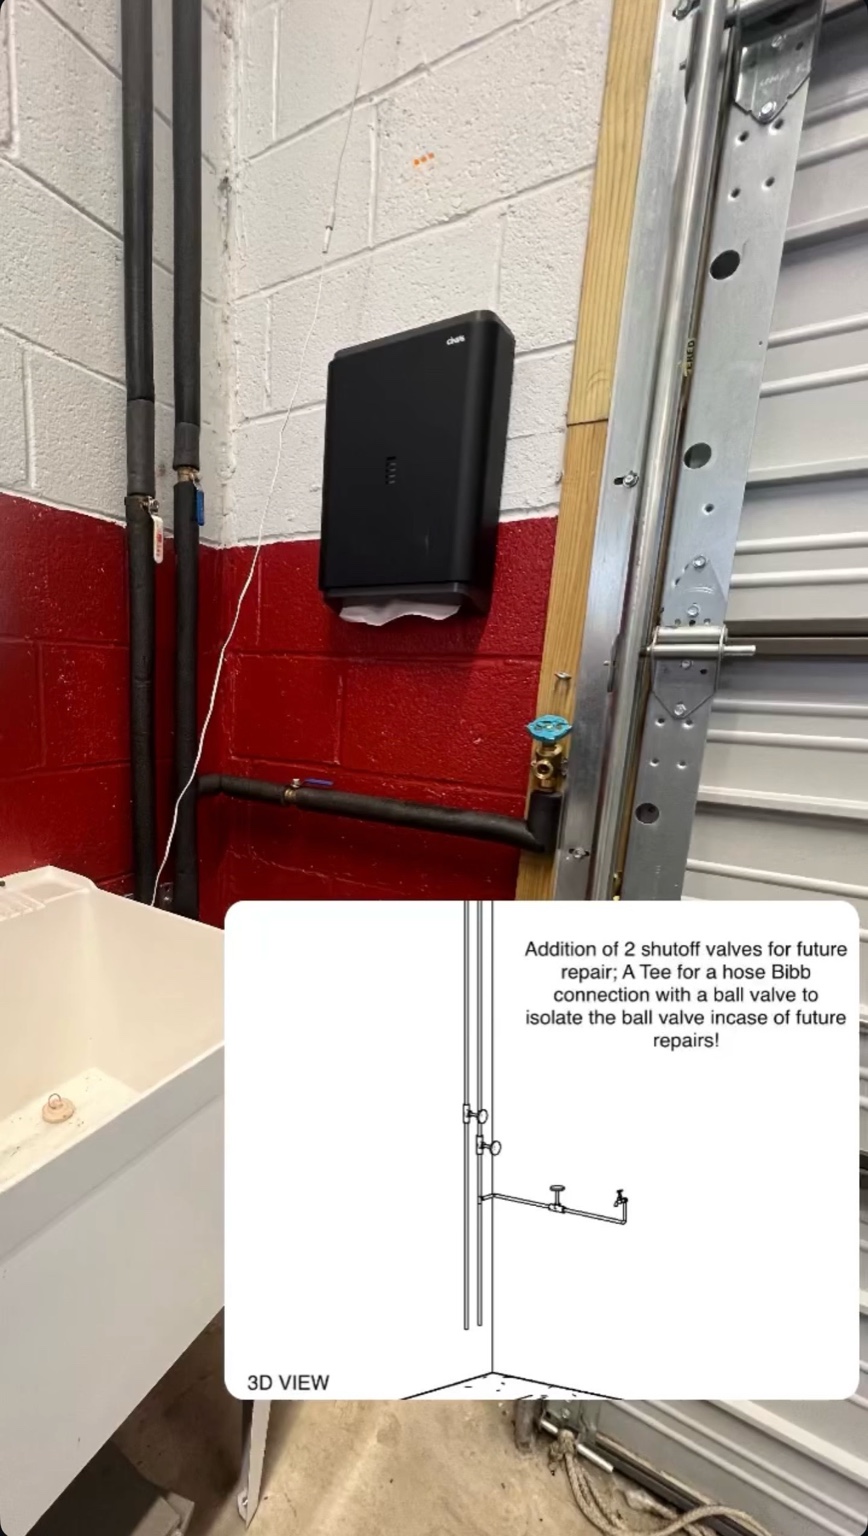 Addition of 2 shutoff valves for future
repair; A Tee for a hose Bibb
connection with a ball valve to
isolate the ball valve incase of future
repairs!
3D VIEW